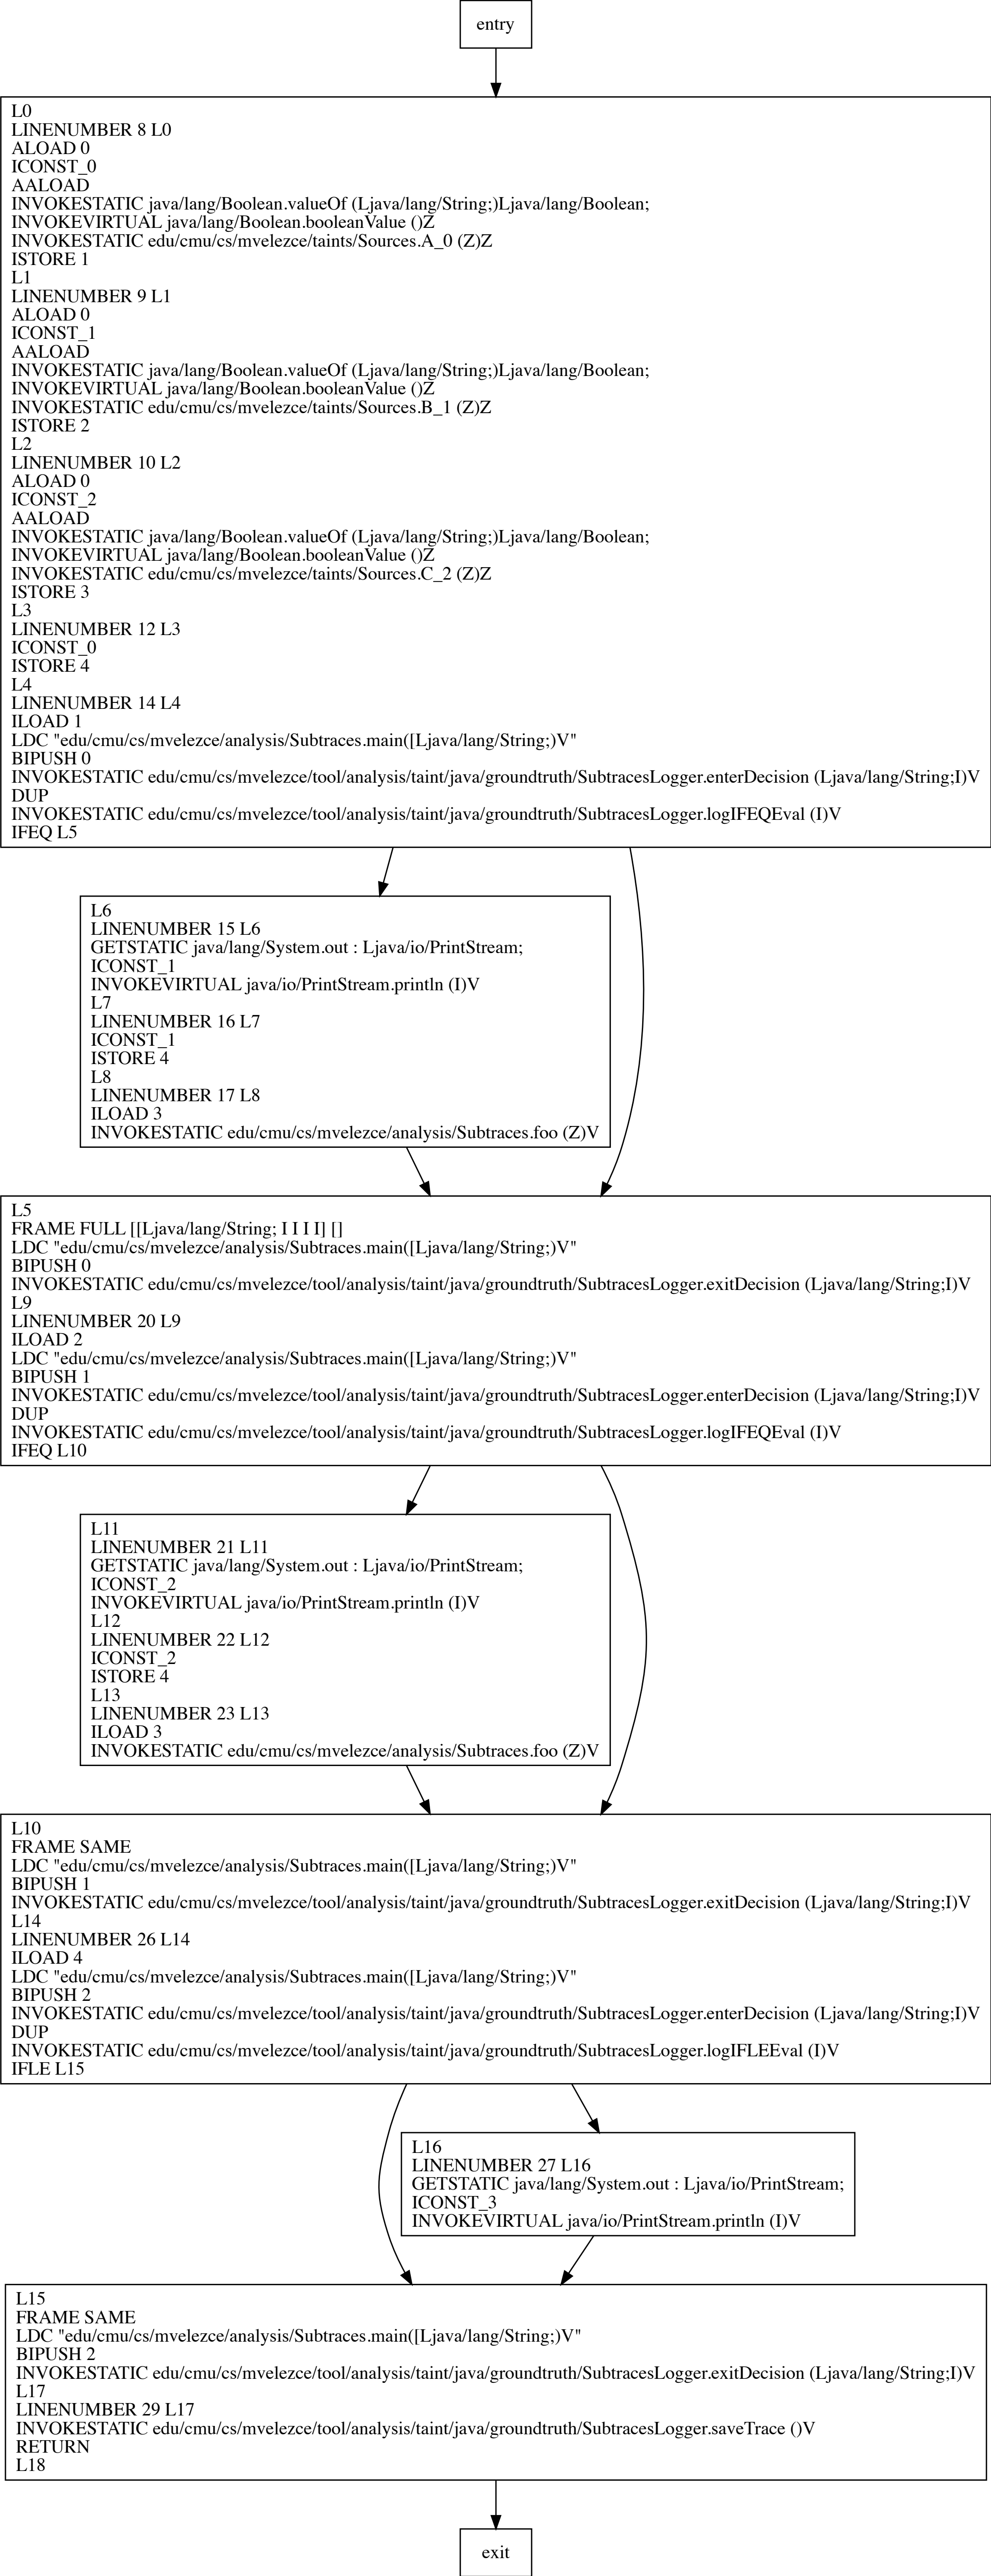 entry
L0
LINENUMBER 8 L0
ALOAD 0
ICONST_0
AALOAD
INVOKESTATIC java/lang/Boolean.valueOf (Ljava/lang/String;)Ljava/lang/Boolean;
INVOKEVIRTUAL java/lang/Boolean.booleanValue ()Z
INVOKESTATIC edu/cmu/cs/mvelezce/taints/Sources.A_0 (Z)Z
ISTORE 1
L1
LINENUMBER 9 L1
ALOAD 0
ICONST_1
AALOAD
INVOKESTATIC java/lang/Boolean.valueOf (Ljava/lang/String;)Ljava/lang/Boolean;
INVOKEVIRTUAL java/lang/Boolean.booleanValue ()Z
INVOKESTATIC edu/cmu/cs/mvelezce/taints/Sources.B_1 (Z)Z
ISTORE 2
L2
LINENUMBER 10 L2
ALOAD 0
ICONST_2
AALOAD
INVOKESTATIC java/lang/Boolean.valueOf (Ljava/lang/String;)Ljava/lang/Boolean;
INVOKEVIRTUAL java/lang/Boolean.booleanValue ()Z
INVOKESTATIC edu/cmu/cs/mvelezce/taints/Sources.C_2 (Z)Z
ISTORE 3
L3
LINENUMBER 12 L3
ICONST_0
ISTORE 4
L4
LINENUMBER 14 L4
ILOAD 1
LDC "edu/cmu/cs/mvelezce/analysis/Subtraces.main([Ljava/lang/String;)V"
BIPUSH 0
INVOKESTATIC edu/cmu/cs/mvelezce/tool/analysis/taint/java/groundtruth/SubtracesLogger.enterDecision (Ljava/lang/String;I)V
DUP
INVOKESTATIC edu/cmu/cs/mvelezce/tool/analysis/taint/java/groundtruth/SubtracesLogger.logIFEQEval (I)V
IFEQ L5
L6
LINENUMBER 15 L6
GETSTATIC java/lang/System.out : Ljava/io/PrintStream;
ICONST_1
INVOKEVIRTUAL java/io/PrintStream.println (I)V
L7
LINENUMBER 16 L7
ICONST_1
ISTORE 4
L8
LINENUMBER 17 L8
ILOAD 3
INVOKESTATIC edu/cmu/cs/mvelezce/analysis/Subtraces.foo (Z)V
L5
FRAME FULL [[Ljava/lang/String; I I I I] []
LDC "edu/cmu/cs/mvelezce/analysis/Subtraces.main([Ljava/lang/String;)V"
BIPUSH 0
INVOKESTATIC edu/cmu/cs/mvelezce/tool/analysis/taint/java/groundtruth/SubtracesLogger.exitDecision (Ljava/lang/String;I)V
L9
LINENUMBER 20 L9
ILOAD 2
LDC "edu/cmu/cs/mvelezce/analysis/Subtraces.main([Ljava/lang/String;)V"
BIPUSH 1
INVOKESTATIC edu/cmu/cs/mvelezce/tool/analysis/taint/java/groundtruth/SubtracesLogger.enterDecision (Ljava/lang/String;I)V
DUP
INVOKESTATIC edu/cmu/cs/mvelezce/tool/analysis/taint/java/groundtruth/SubtracesLogger.logIFEQEval (I)V
IFEQ L10
L11
LINENUMBER 21 L11
GETSTATIC java/lang/System.out : Ljava/io/PrintStream;
ICONST_2
INVOKEVIRTUAL java/io/PrintStream.println (I)V
L12
LINENUMBER 22 L12
ICONST_2
ISTORE 4
L13
LINENUMBER 23 L13
ILOAD 3
INVOKESTATIC edu/cmu/cs/mvelezce/analysis/Subtraces.foo (Z)V
L10
FRAME SAME
LDC "edu/cmu/cs/mvelezce/analysis/Subtraces.main([Ljava/lang/String;)V"
BIPUSH 1
INVOKESTATIC edu/cmu/cs/mvelezce/tool/analysis/taint/java/groundtruth/SubtracesLogger.exitDecision (Ljava/lang/String;I)V
L14
LINENUMBER 26 L14
ILOAD 4
LDC "edu/cmu/cs/mvelezce/analysis/Subtraces.main([Ljava/lang/String;)V"
BIPUSH 2
INVOKESTATIC edu/cmu/cs/mvelezce/tool/analysis/taint/java/groundtruth/SubtracesLogger.enterDecision (Ljava/lang/String;I)V
DUP
INVOKESTATIC edu/cmu/cs/mvelezce/tool/analysis/taint/java/groundtruth/SubtracesLogger.logIFLEEval (I)V
IFLE L15
L16
LINENUMBER 27 L16
GETSTATIC java/lang/System.out : Ljava/io/PrintStream;
ICONST_3
INVOKEVIRTUAL java/io/PrintStream.println (I)V
L15
FRAME SAME
LDC "edu/cmu/cs/mvelezce/analysis/Subtraces.main([Ljava/lang/String;)V"
BIPUSH 2
INVOKESTATIC edu/cmu/cs/mvelezce/tool/analysis/taint/java/groundtruth/SubtracesLogger.exitDecision (Ljava/lang/String;I)V
L17
LINENUMBER 29 L17
INVOKESTATIC edu/cmu/cs/mvelezce/tool/analysis/taint/java/groundtruth/SubtracesLogger.saveTrace ()V
RETURN
L18
exit